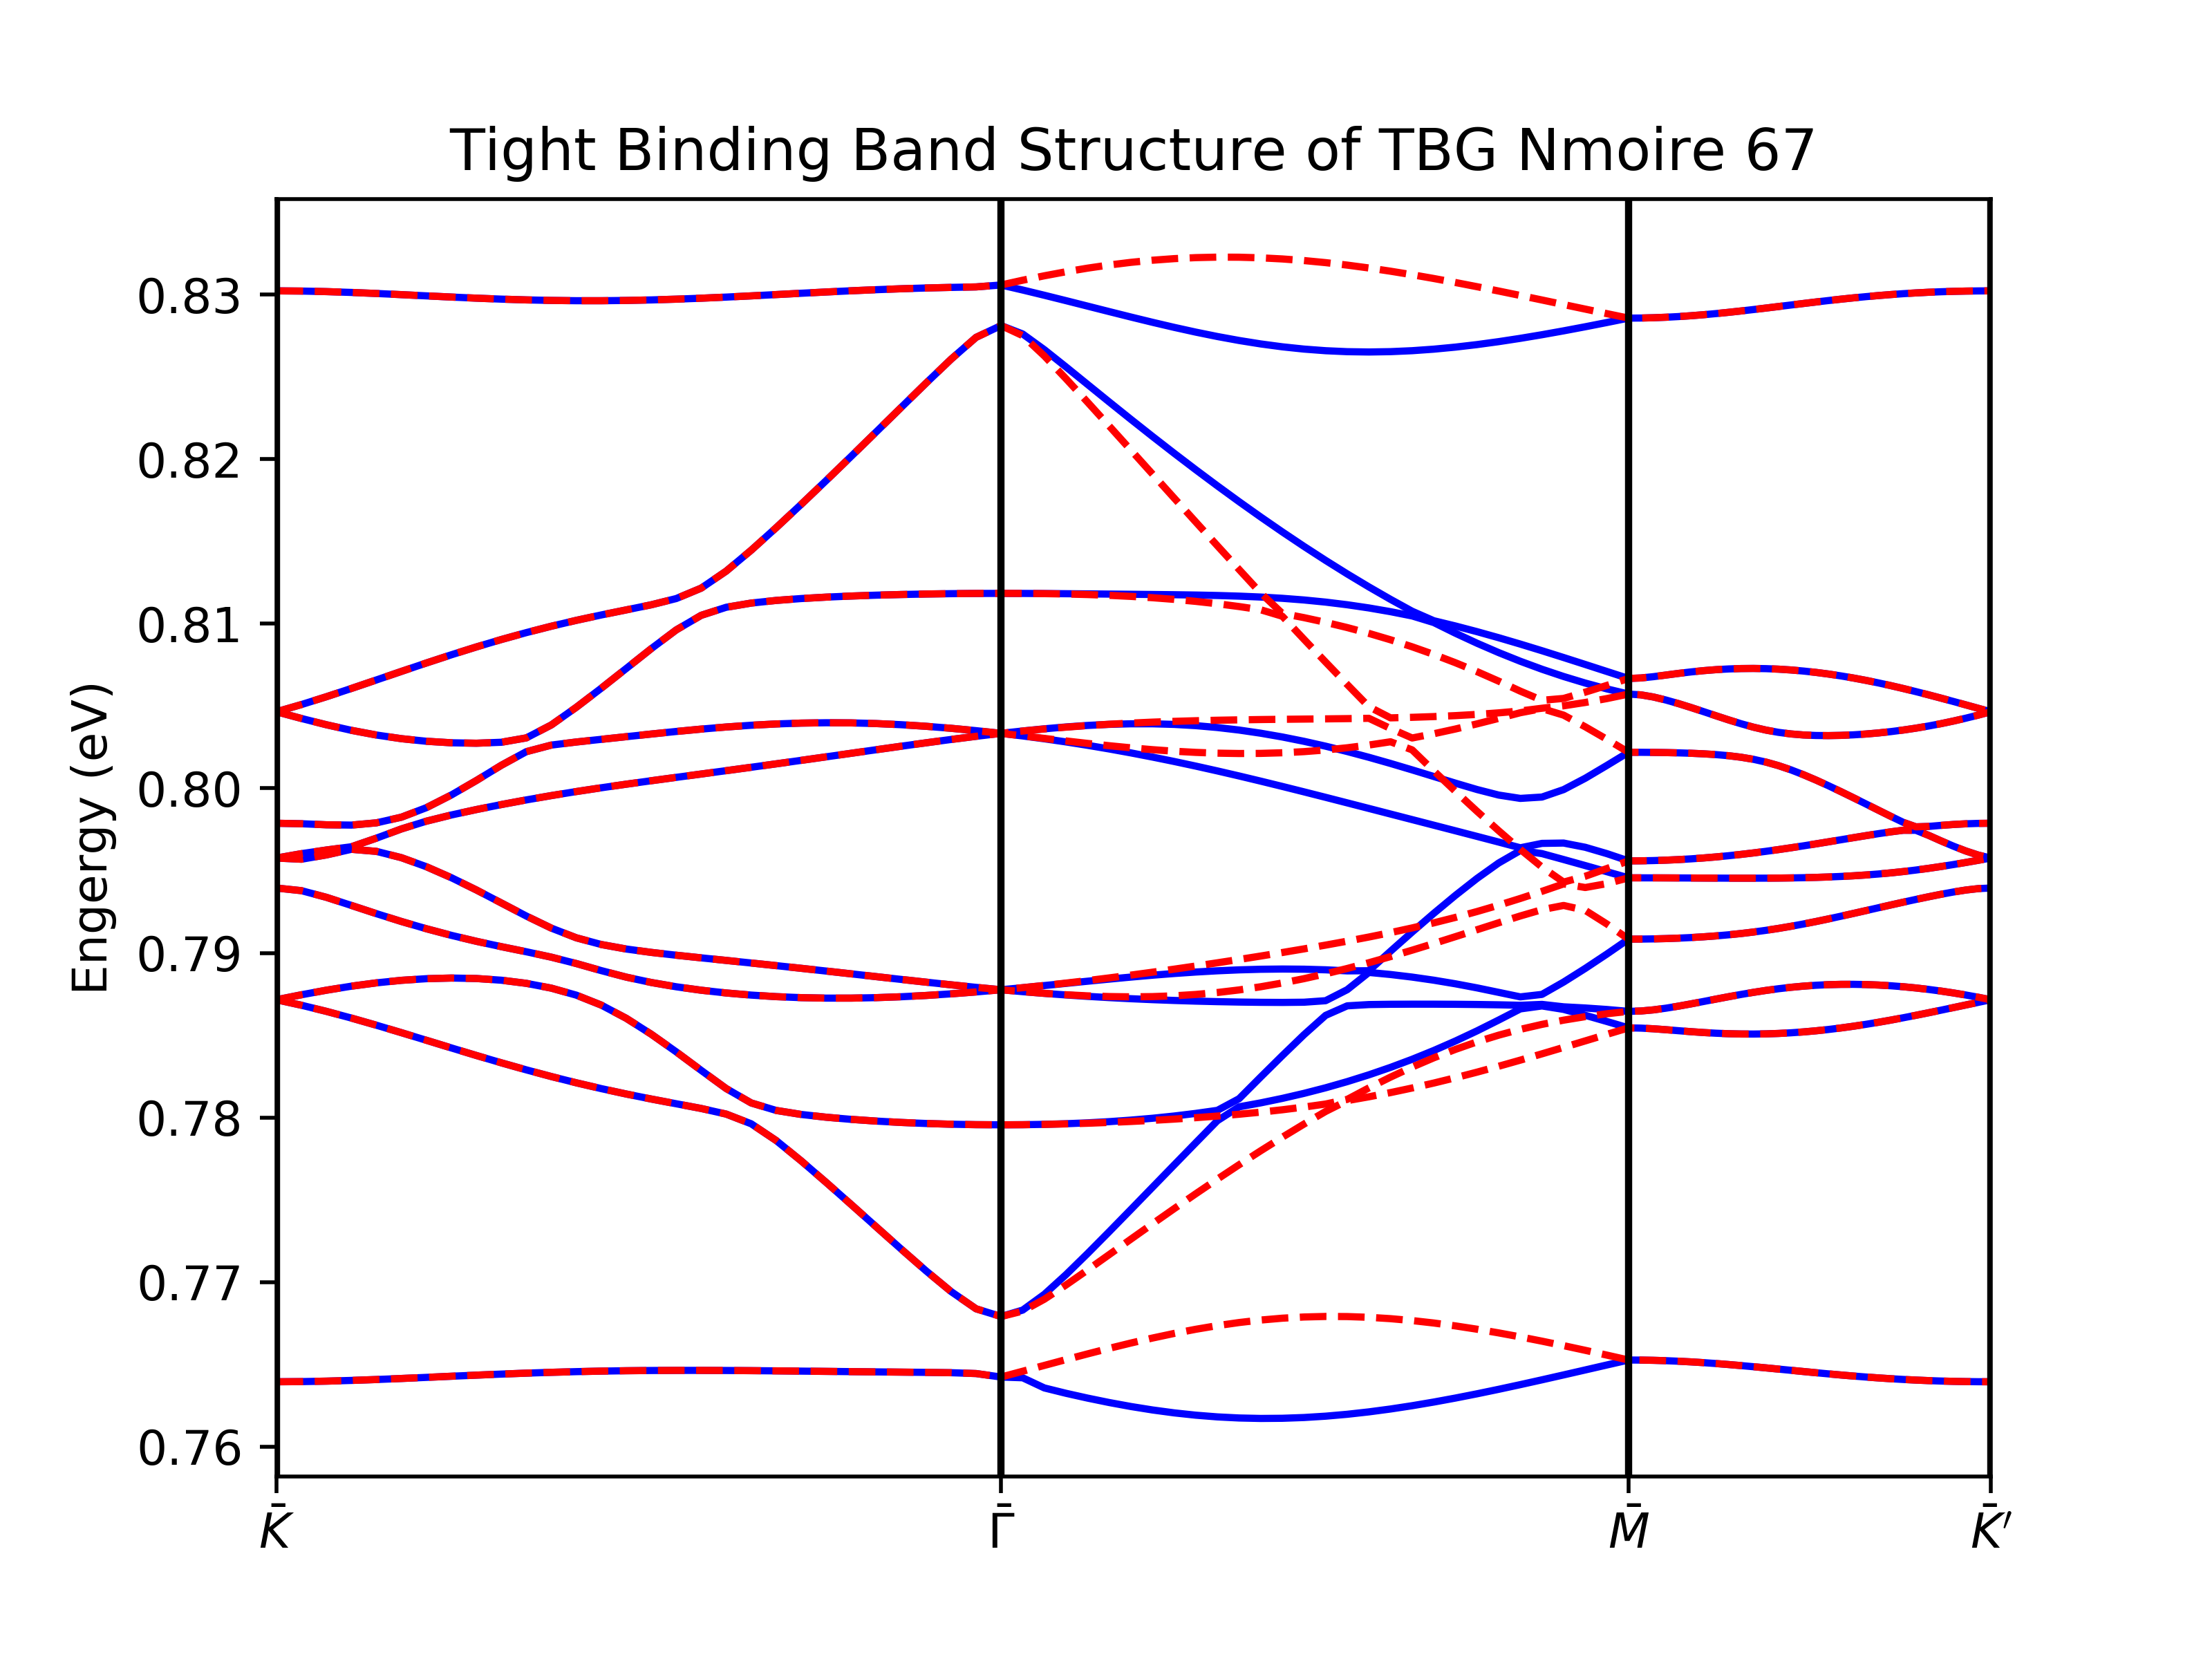 Tight Binding Band Structure of TBG Nmoire 67
Engergy (eV)
0.83
0.82
0.81
0.80
0.79
0.78
0.77
0.76
K̄ Γ̄ M̄ K̄′